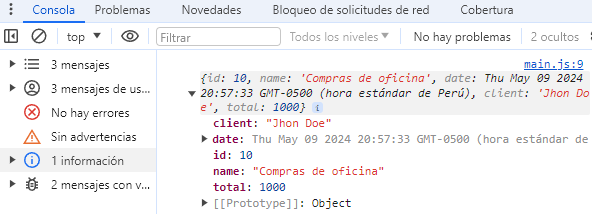 Consola Problemas Novedades Bloqueo de solicitudes de red Cobertura
top Filtrar Todos los niveles No hay problemas 2 ocultos
3 mensajes
3 mensajes de us...
No hay errores
Sin advertencias
1 información
2 mensajes con v...
main.js:9
{id: 10, name: 'Compras de oficina', date: Thu May 09 2024
20:57:33 GMT-0500 (hora estándar de Perú), client: 'Jhon Do
e', total: 1000} i
client: "Jhon Doe"
date: Thu May 09 2024 20:57:33 GMT-0500 (hora estándar de
id: 10
name: "Compras de oficina"
total: 1000
[[Prototype]]: Object